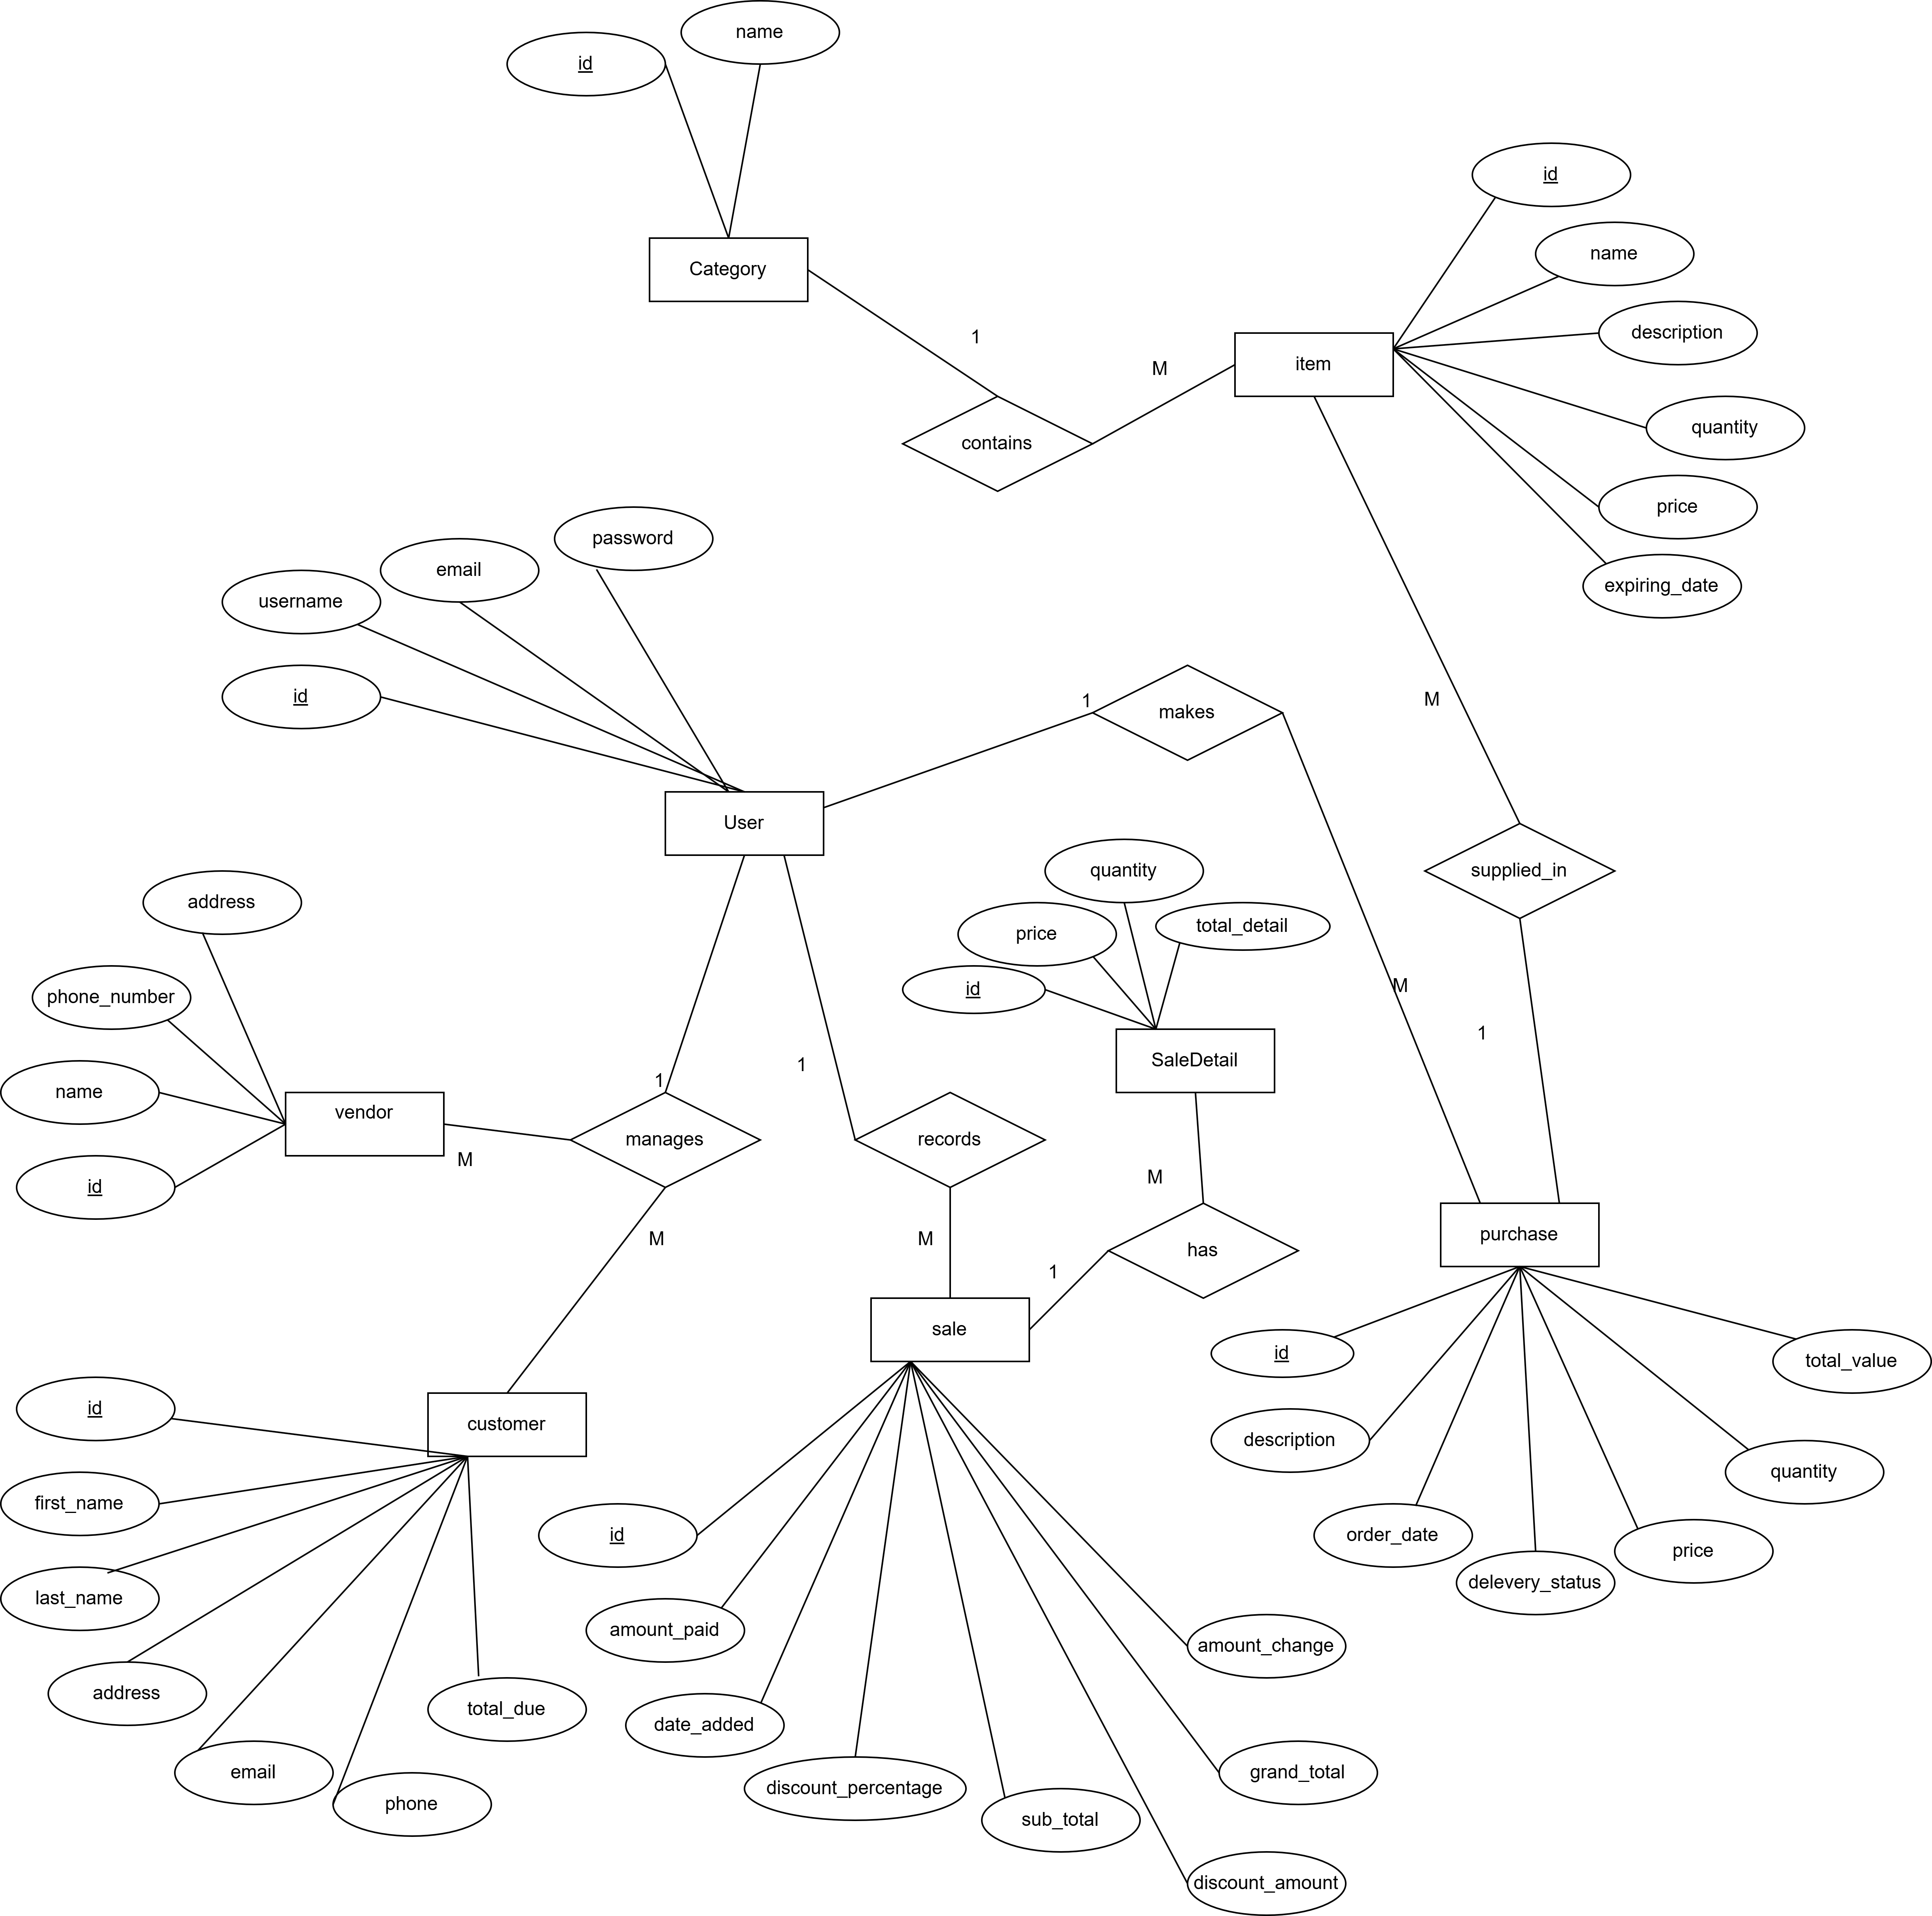 name
id
id
name
Category
description
1
item
M
quantity
contains
price
password
email
expiring_date
username
id
M
1
makes
User
quantity
supplied_in
address
total_detail
price
id
M
phone_number
1
SaleDetail
1
name
1
vendor
manages
records
M
M
id
M
M
purchase
has
1
sale
id
total_value
id
customer
description
quantity
first_name
id
order_date
price
delevery_status
last_name
amount_paid
amount_change
address
total_due
date_added
email
grand_total
discount_percentage
phone
sub_total
discount_amount